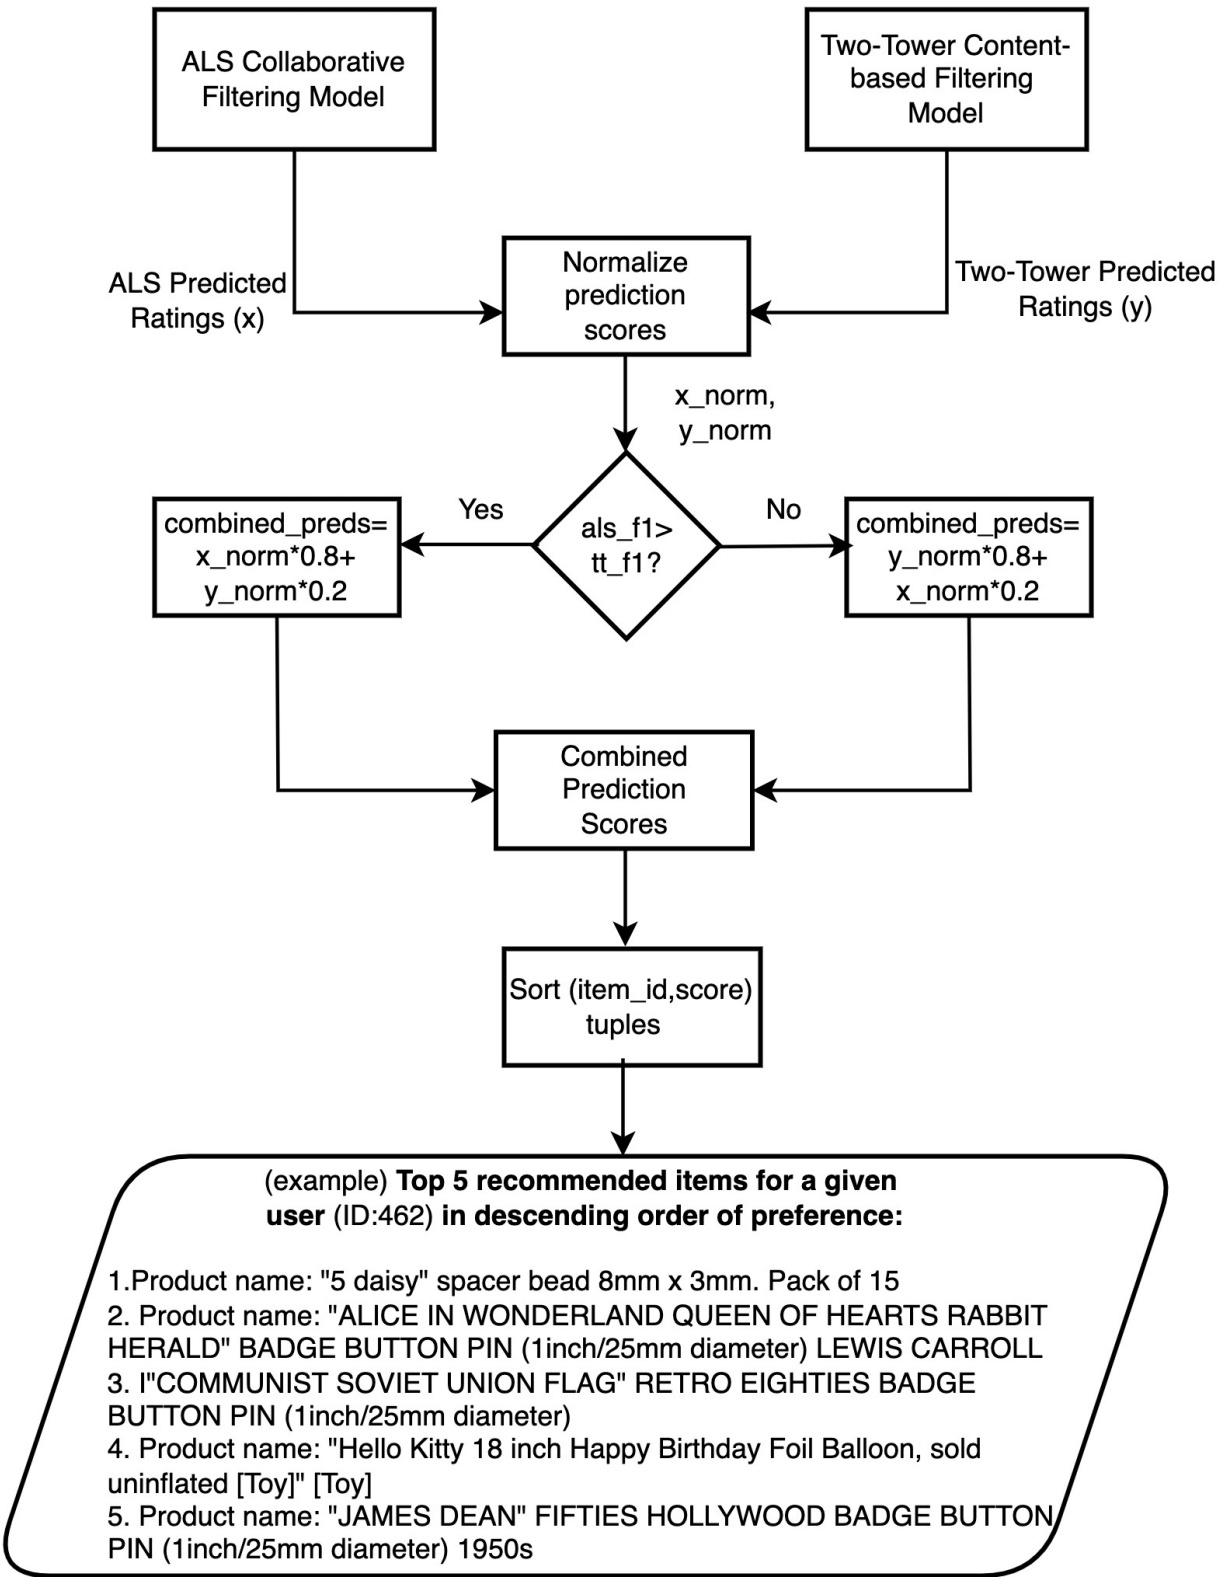 ALS Collaborative
Filtering Model
Two-Tower Content-
based Filtering
Model
ALS Predicted
Ratings (x)
Normalize
prediction
scores
Two-Tower Predicted
Ratings (y)
x_norm,
y_norm
combined_preds=
x_norm*0.8+
y_norm*0.2
Yes
als_f1>
tt_f1?
No
combined_preds=
y_norm*0.8+
x_norm*0.2
Combined
Prediction
Scores
Sort (item_id,score)
tuples
(example) Top 5 recommended items for a given
user (ID:462) in descending order of preference:
1.Product name: "5 daisy" spacer bead 8mm x 3mm. Pack of 15
2. Product name: "ALICE IN WONDERLAND QUEEN OF HEARTS RABBIT
HERALD" BADGE BUTTON PIN (1inch/25mm diameter) LEWIS CARROLL
3. I"COMMUNIST SOVIET UNION FLAG" RETRO EIGHTIES BADGE
BUTTON PIN (1inch/25mm diameter)
4. Product name: "Hello Kitty 18 inch Happy Birthday Foil Balloon, sold
uninflated [Toy]" [Toy]
5. Product name: "JAMES DEAN" FIFTIES HOLLYWOOD BADGE BUTTON
PIN (1inch/25mm diameter) 1950s